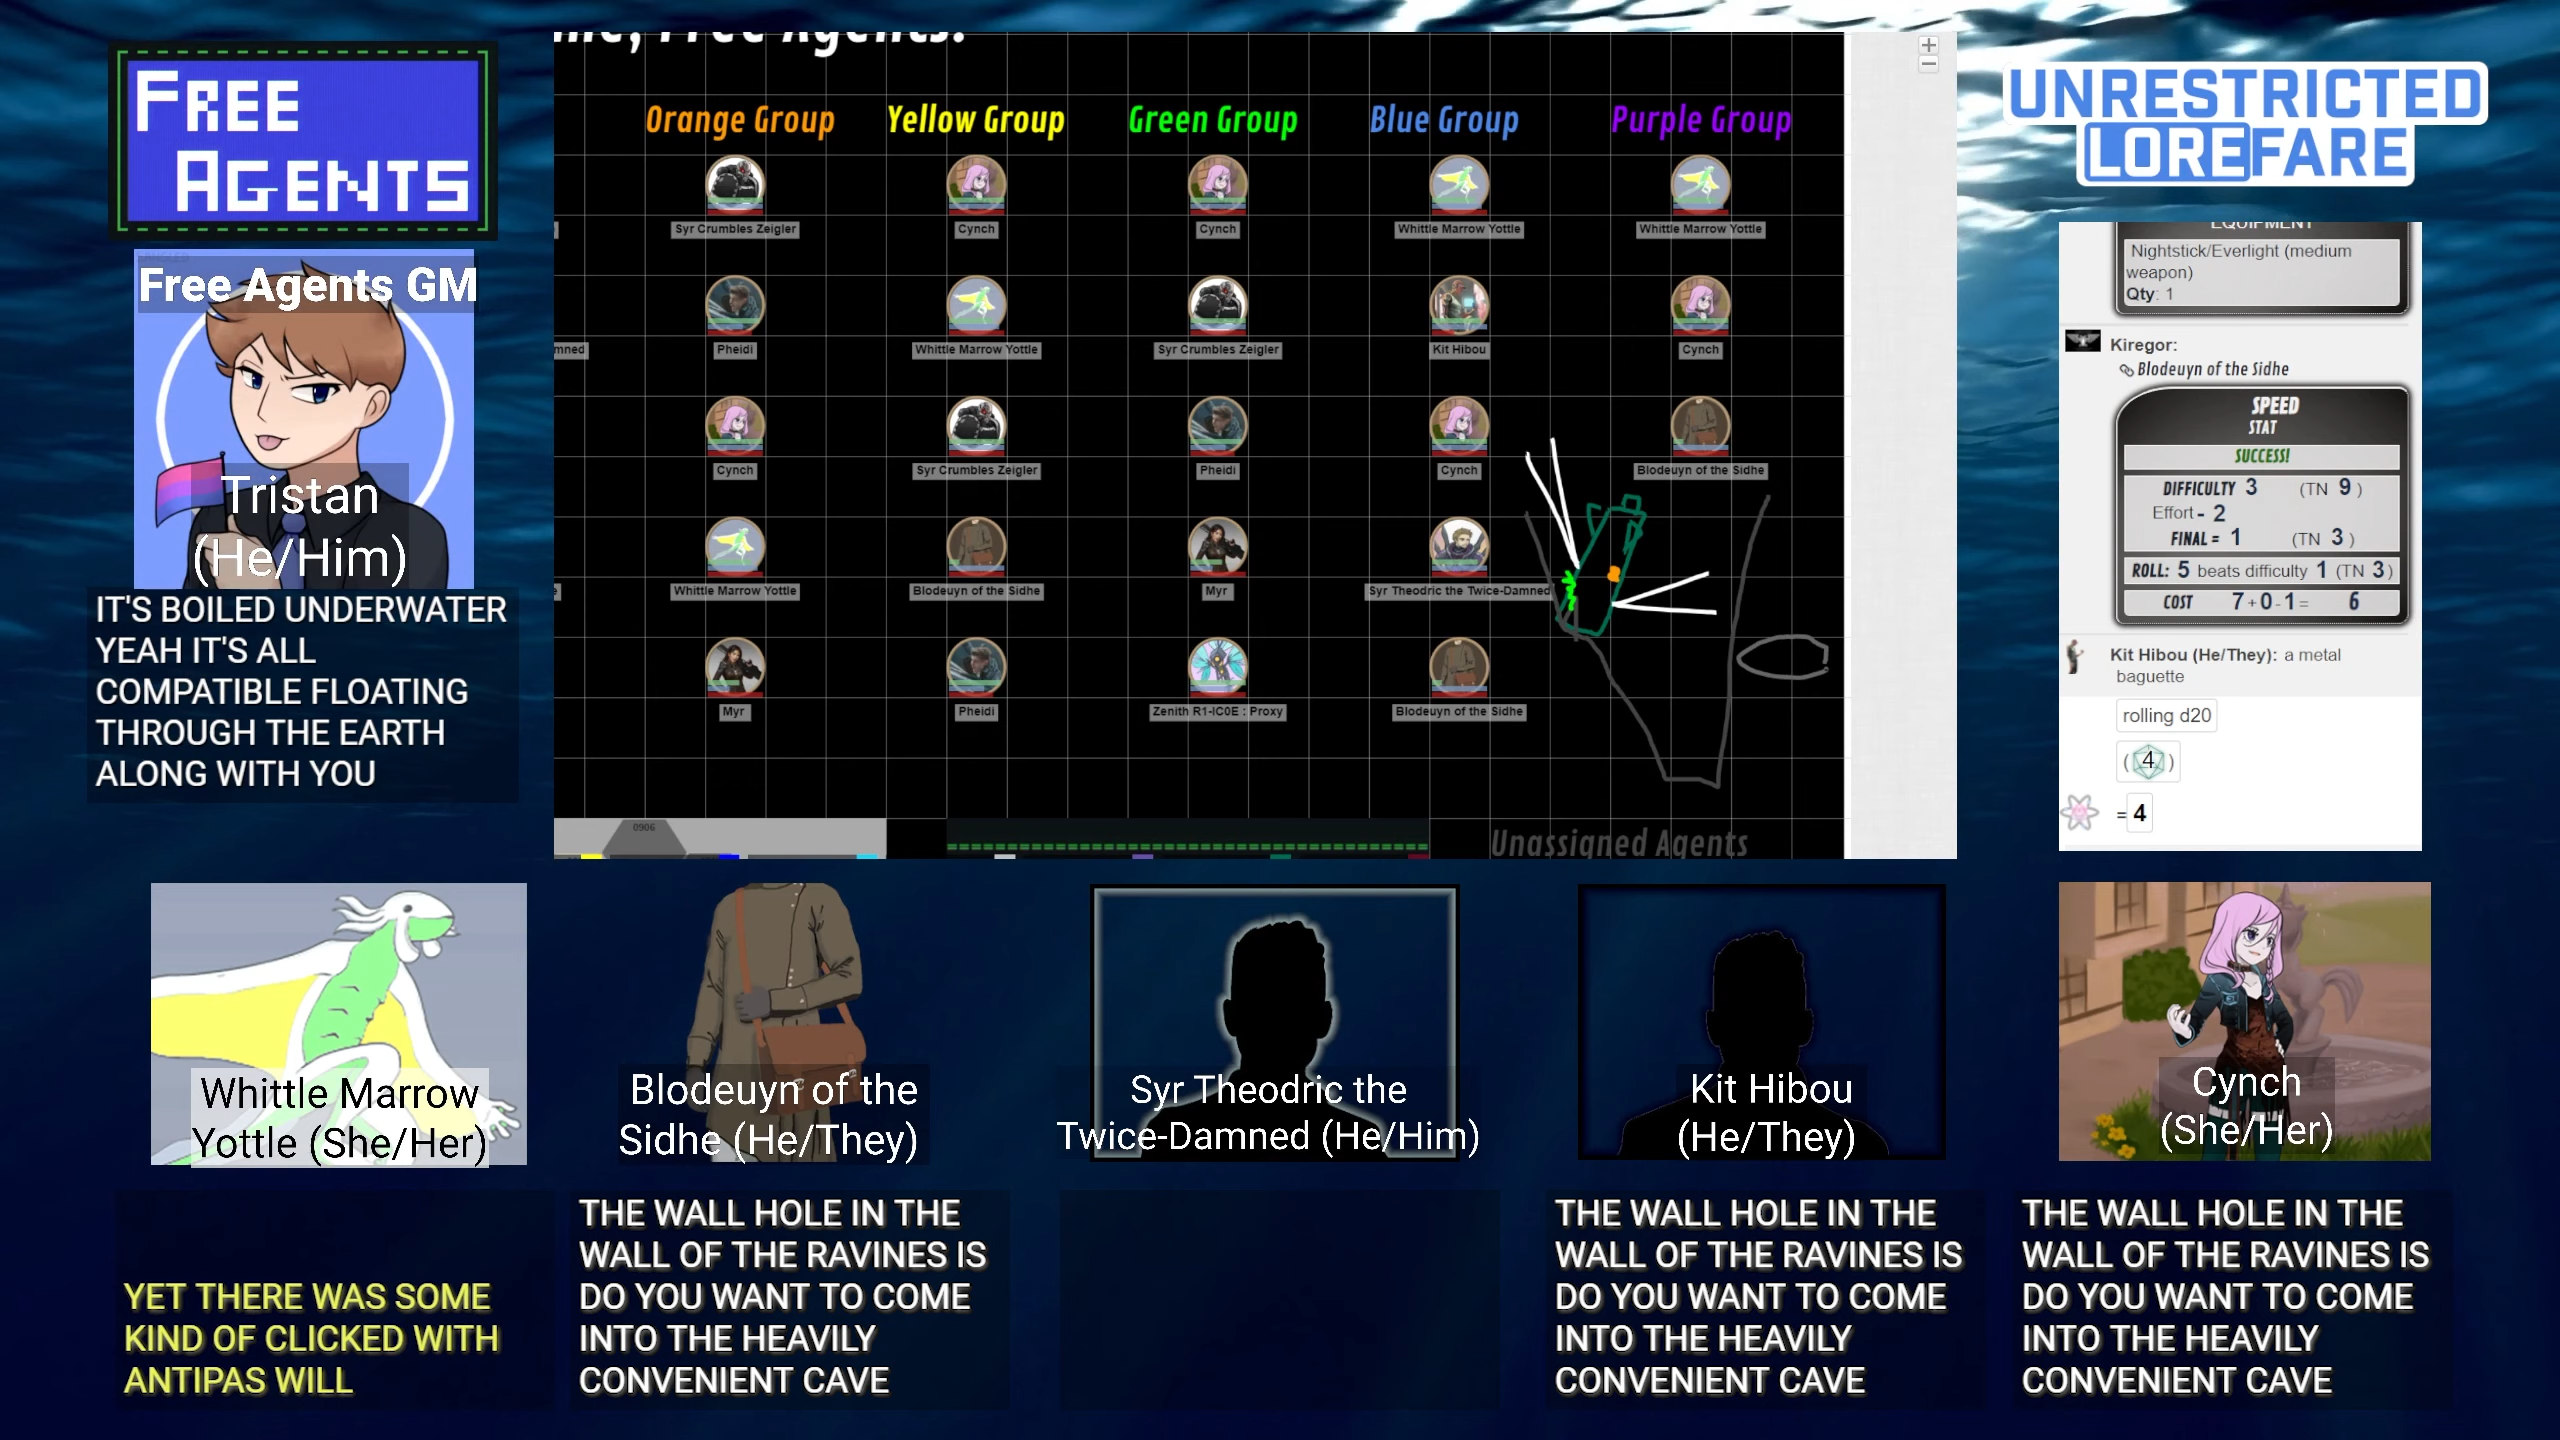 FREE
AGENTS
Free Agents GM
Tristan
(He/Him)
IT'S BOILED UNDERWATER
YEAH IT'S ALL
COMPATIBLE FLOATING
THROUGH THE EARTH
ALONG WITH YOU
me, Free Agents!
Orange Group
Yellow Group
Green Group
Blue Group
Purple Group
Syr Crumbles Zeigler
Cynch
Cynch
Whittle Marrow Yottle
Whittle Marrow Yottle
mned
Pheidi
Whittle Marrow Yottle
Syr Crumbles Zeigler
Kit Hibou
Cynch
Cynch
Syr Crumbles Zeigler
Pheidi
Cynch
Blodeuyn of the Sidhe
Whittle Marrow Yottle
Blodeuyn of the Sidhe
Myr
Syr Theodric the Twice-Damned
Myr
Pheidi
Zenith R1-IC0E : Proxy
Blodeuyn of the Sidhe
0906
Unassigned Agents
UNRESTRICTED
LOREFARE
EQUIPMENT
Nightstick/Everlight (medium
weapon)
Qty: 1
Kiregor:
Blodeuyn of the Sidhe
SPEED
STAT
SUCCESS!
DIFFICULTY 3 (TN 9 )
Effort - 2
FINAL = 1 (TN 3 )
ROLL: 5 beats difficulty 1 (TN 3)
COST 7+0-1= 6
Kit Hibou (He/They): a metal
baguette
rolling d20
(4)
=4
Whittle Marrow
Yottle (She/Her)
Blodeuyn of the
Sidhe (He/They)
Syr Theodric the
Twice-Damned (He/Him)
Kit Hibou
(He/They)
Cynch
(She/Her)
YET THERE WAS SOME
KIND OF CLICKED WITH
ANTIPAS WILL
THE WALL HOLE IN THE
WALL OF THE RAVINES IS
DO YOU WANT TO COME
INTO THE HEAVILY
CONVENIENT CAVE
THE WALL HOLE IN THE
WALL OF THE RAVINES IS
DO YOU WANT TO COME
INTO THE HEAVILY
CONVENIENT CAVE
THE WALL HOLE IN THE
WALL OF THE RAVINES IS
DO YOU WANT TO COME
INTO THE HEAVILY
CONVENIENT CAVE